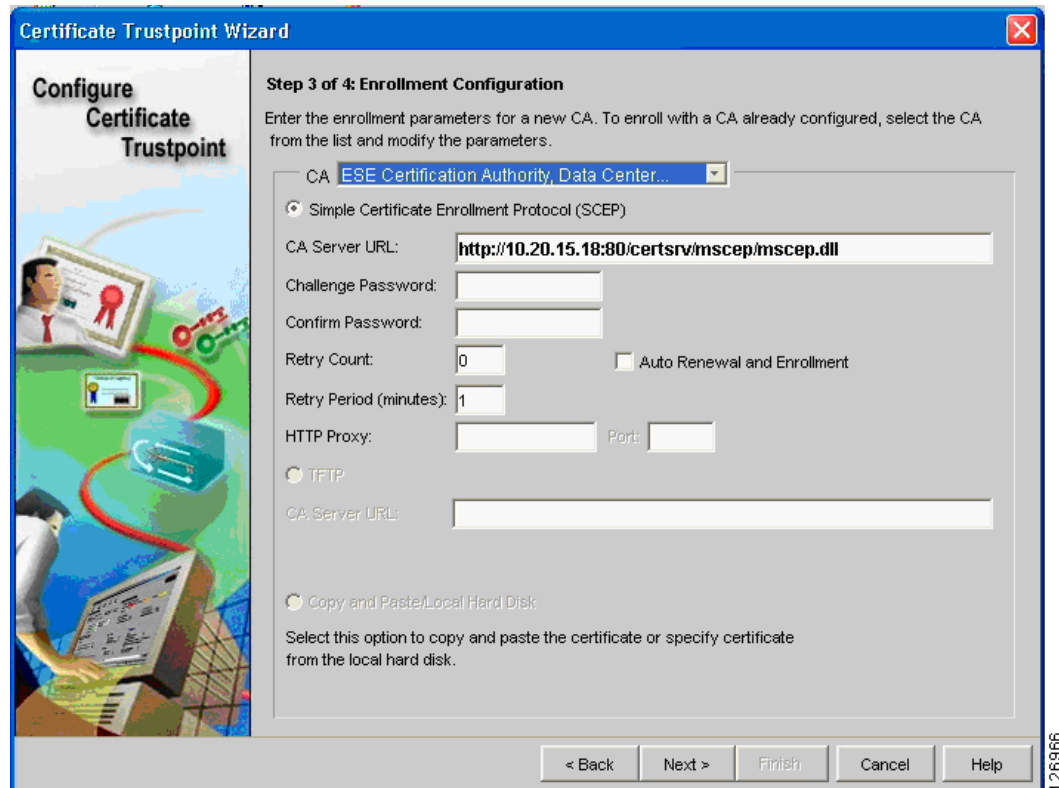 Certificate Trustpoint Wizard
Configure
Certificate
Trustpoint
Step 3 of 4: Enrollment Configuration
Enter the enrollment parameters for a new CA. To enroll with a CA already configured, select the CA
from the list and modify the parameters.
CA ESE Certification Authority, Data Center...
Simple Certificate Enrollment Protocol (SCEP)
CA Server URL: http://10.20.15.18:80/certsrv/mscep/mscep.dll
Challenge Password:
Confirm Password:
Retry Count: 0 Auto Renewal and Enrollment
Retry Period (minutes): 1
HTTP Proxy: Port:
TFTP
CA Server URL:
Copy and Paste/Local Hard Disk
Select this option to copy and paste the certificate or specify certificate
from the local hard disk.
< Back Next > Finish Cancel Help
126966